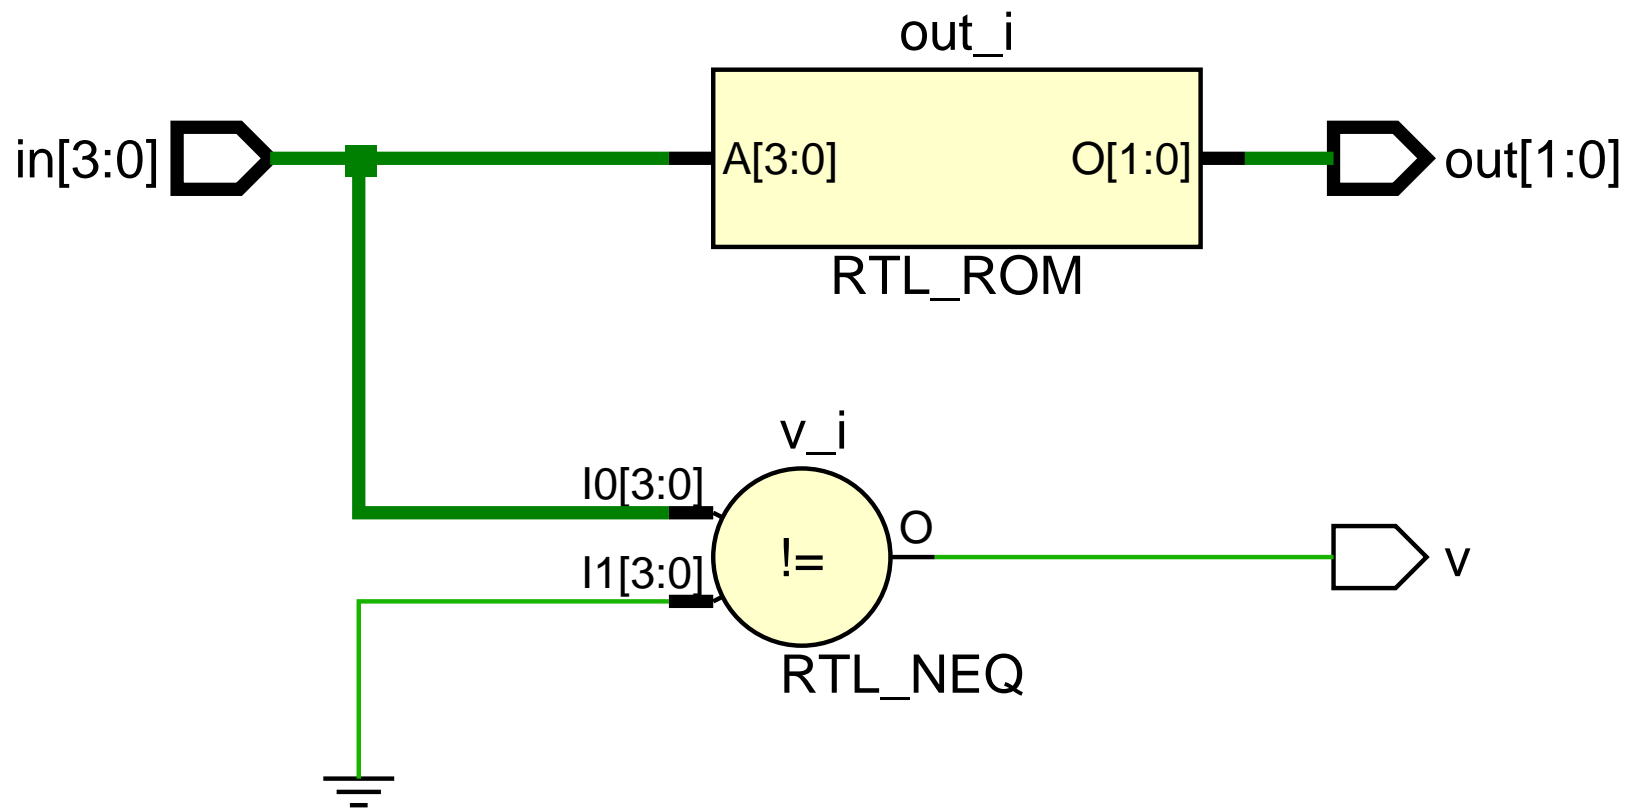 out_i
in[3:0]
A[3:0]
O[1:0]
out[1:0]
RTL_ROM
v_i
I0[3:0]
O
I1[3:0]
!=
v
RTL_NEQ